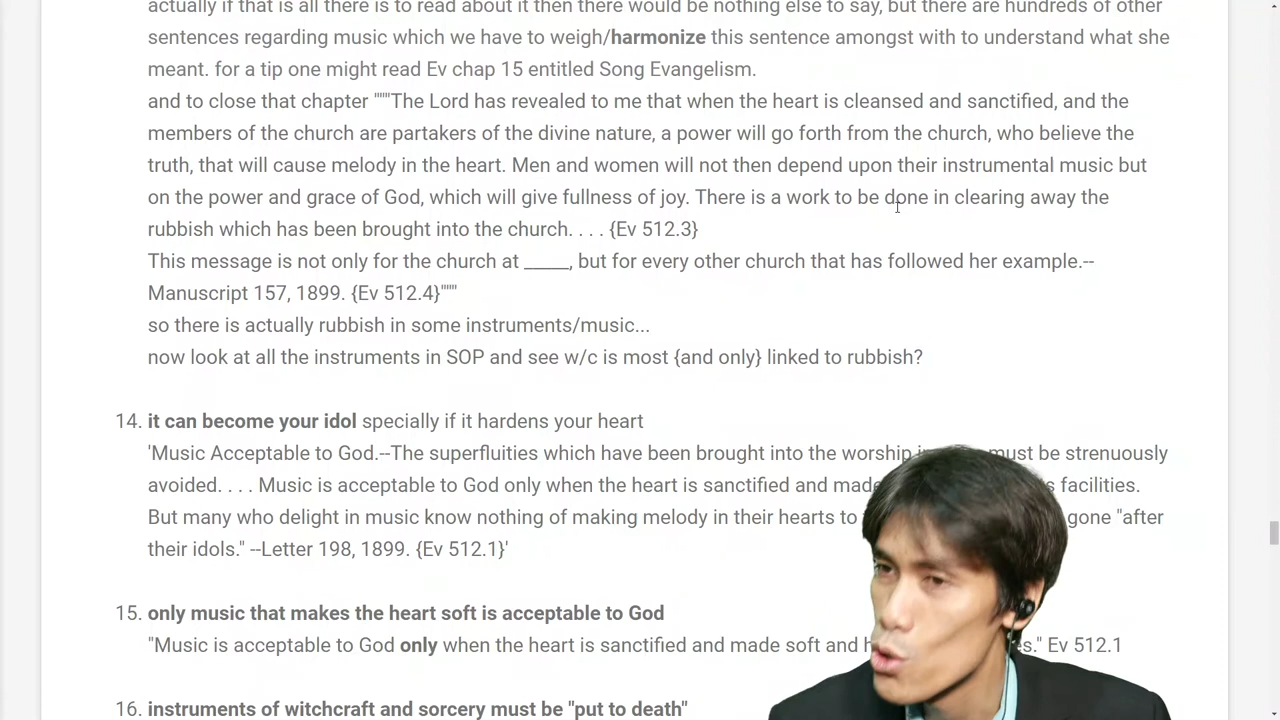 actually if that is all there is to read about it then there would be nothing else to say, but there are hundreds of other
sentences regarding music which we have to weigh/harmonize this sentence amongst with to understand what she
meant. for a tip one might read Ev chap 15 entitled Song Evangelism.
and to close that chapter """The Lord has revealed to me that when the heart is cleansed and sanctified, and the
members of the church are partakers of the divine nature, a power will go forth from the church, who believe the
truth, that will cause melody in the heart. Men and women will not then depend upon their instrumental music but
on the power and grace of God, which will give fullness of joy. There is a work to be done in clearing away the
rubbish which has been brought into the church. . . . {Ev 512.3}
This message is not only for the church at _____, but for every other church that has followed her example.--
Manuscript 157, 1899. {Ev 512.4}"""
so there is actually rubbish in some instruments/music...
now look at all the instruments in SOP and see w/c is most {and only} linked to rubbish?
14. it can become your idol specially if it hardens your heart
'Music Acceptable to God.--The superfluities which have been brought into the worship must be strenuously
avoided. . . . Music is acceptable to God only when the heart is sanctified and made facilities.
But many who delight in music know nothing of making melody in their hearts to gone "after
their idols." --Letter 198, 1899. {Ev 512.1}'
15. only music that makes the heart soft is acceptable to God
"Music is acceptable to God only when the heart is sanctified and made soft and Ev 512.1
16. instruments of witchcraft and sorcery must be "put to death"